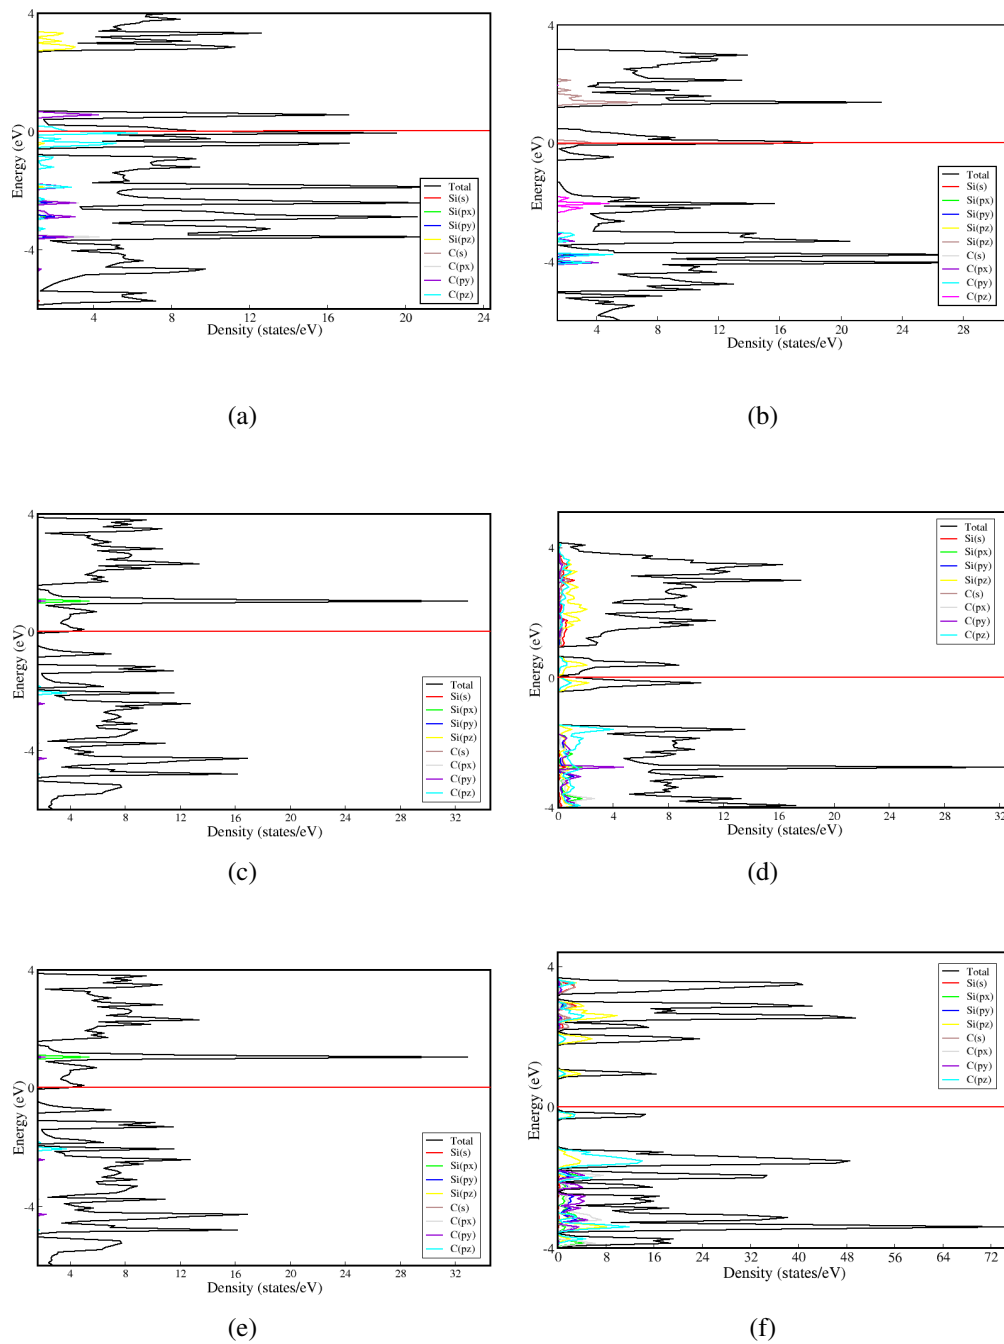 4
0
-4
Energy (eV)
Total
Si(s)
Si(px)
Si(py)
Si(pz)
C(s)
C(px)
C(py)
C(pz)
4 8 12 16 20 24
Density (states/eV)
(a)
4
0
-4
Energy (eV)
Total
Si(s)
Si(px)
Si(py)
Si(pz)
C(s)
C(px)
C(py)
C(pz)
4 8 12 16 20 24 28
Density (states/eV)
(b)
4
0
-4
Energy (eV)
Total
Si(s)
Si(px)
Si(py)
Si(pz)
C(s)
C(px)
C(py)
C(pz)
4 8 12 16 20 24 28 32
Density (states/eV)
(c)
4
0
-4
Energy (eV)
Total
Si(s)
Si(px)
Si(py)
Si(pz)
C(s)
C(px)
C(py)
C(pz)
0 4 8 12 16 20 24 28 32
Density (states/eV)
(d)
4
0
-4
Energy (eV)
Total
Si(s)
Si(px)
Si(py)
Si(pz)
C(s)
C(px)
C(py)
C(pz)
4 8 12 16 20 24 28 32
Density (states/eV)
(e)
4
0
-4
Energy (eV)
Total
Si(s)
Si(px)
Si(py)
Si(pz)
C(s)
C(px)
C(py)
C(pz)
0 8 16 24 32 40 48 56 64 72
Density (states/eV)
(f)